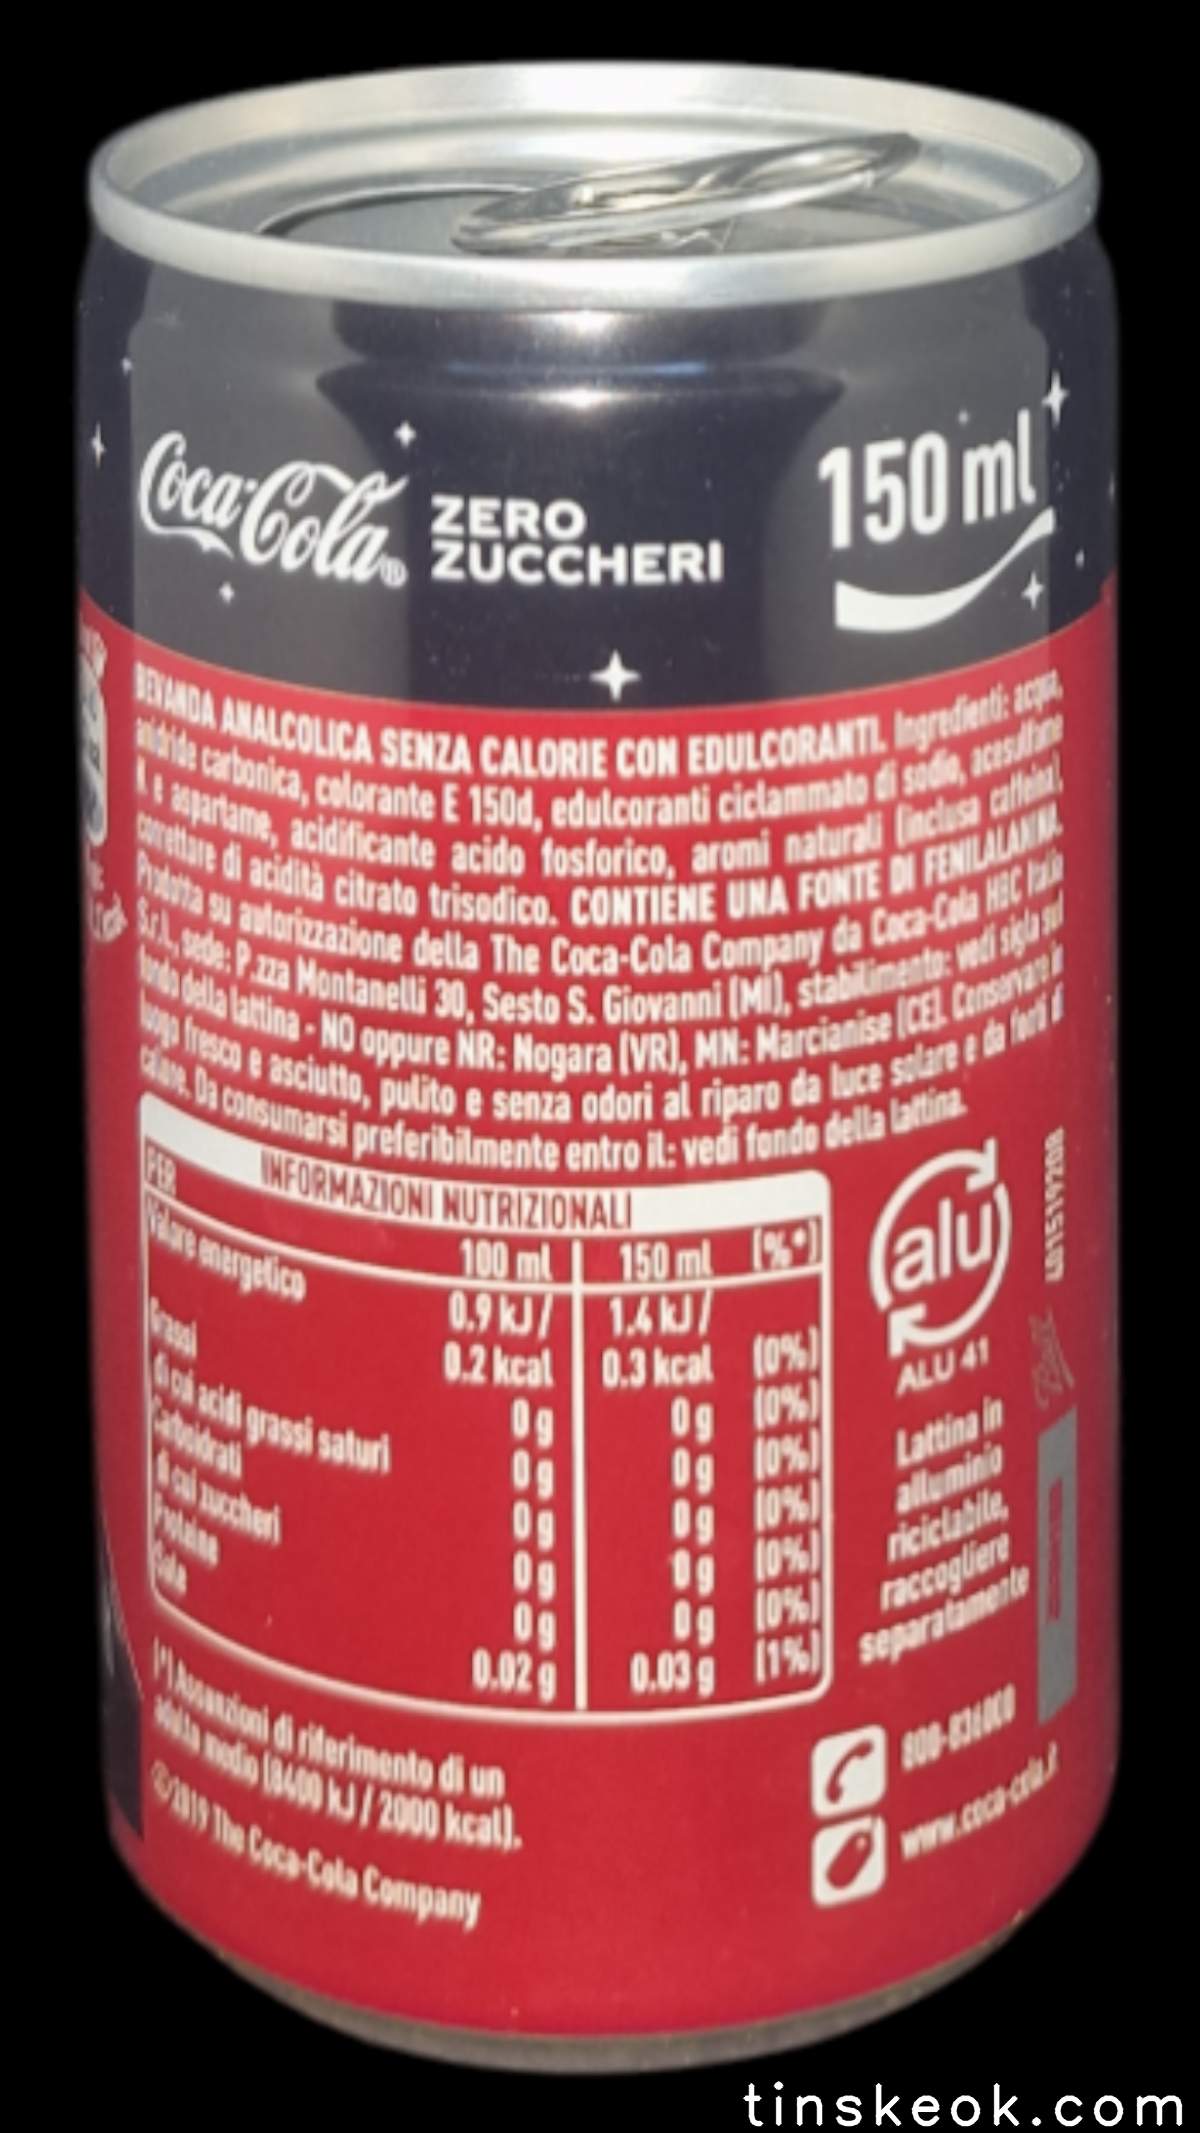 Coca-Cola®
ZERO
ZUCCHERI
150 ml
BEVANDA ANALCOLICA SENZA CALORIE CON EDULCORANTI. Ingredienti: acqua,
anidride carbonica, colorante E 150d, edulcoranti ciclammato di sodio, acesulfame
K e aspartame, acidificante acido fosforico, aromi naturali (inclusa caffeina),
correttore di acidità citrato trisodico. CONTIENE UNA FONTE DI FENILALANINA.
Prodotta su autorizzazione della The Coca-Cola Company da Coca-Cola HBC Italia
S.r.l., sede: P.zza Montanelli 30, Sesto S. Giovanni (MI), stabilimento: vedi sigla sul
fondo della lattina - NO oppure NR: Nogara (VR), MN: Marcianise (CE). Conservare in
luogo fresco e asciutto, pulito e senza odori al riparo da luce solare e da fonti di
calore. Da consumarsi preferibilmente entro il: vedi fondo della lattina.
INFORMAZIONI NUTRIZIONALI
PER 100 ml 150 ml (%*)
Valore energetico 0.9 kJ/ 1.4 kJ/
0.2 kcal 0.3 kcal (0%)
Grassi 0 g 0 g (0%)
di cui acidi grassi saturi 0 g 0 g (0%)
Carboidrati 0 g 0 g (0%)
di cui zuccheri 0 g 0 g (0%)
Proteine 0 g 0 g (0%)
Sale 0.02 g 0.03 g (1%)
(*) Assunzioni di riferimento di un
adulto medio (8400 kJ / 2000 kcal).
©2019 The Coca-Cola Company
alu
ALU 41
Lattina in
alluminio
riciclabile,
raccogliere
separatamente
800-836000
www.coca-cola.it
tinskeok.com